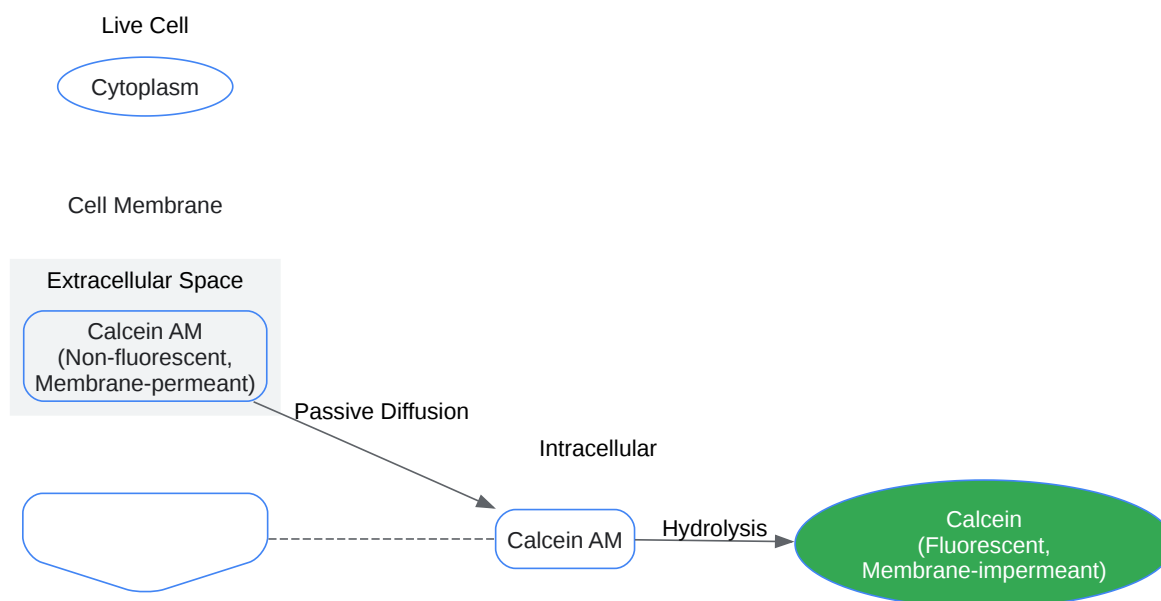 Live Cell
Cytoplasm
Cell Membrane
Extracellular Space
Calcein AM
(Non-fluorescent,
Membrane-permeant)
Passive Diffusion
Intracellular
Calcein AM
Hydrolysis
Calcein
(Fluorescent,
Membrane-impermeant)